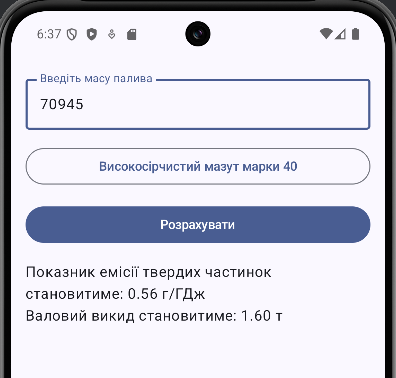 6:37
Введіть масу палива
70945
Високосірчистий мазут марки 40
Розрахувати
Показник емісії твердих частинок
становитиме: 0.56 г/ГДж
Валовий викид становитиме: 1.60 т